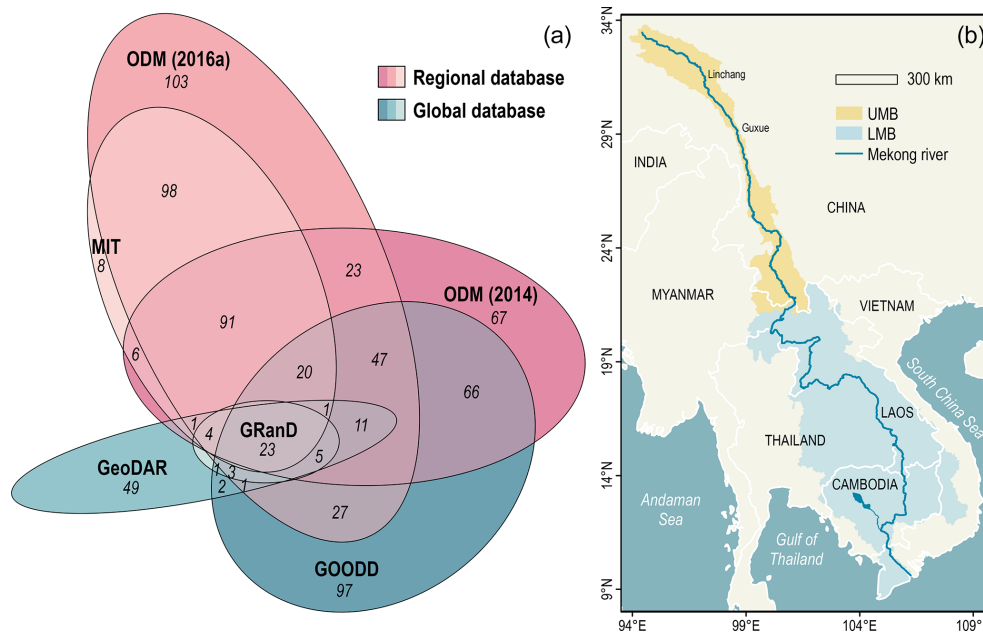 (a)
ODM (2016a)
103
Regional database
Global database
98
MIT
8
23
ODM (2014)
67
91
6
47
20
66
1
1
11
4
GRanD
23
5
GeoDAR
49
1
3
2
1
27
GOODD
97
(b)
34°N
29°N
24°N
19°N
14°N
9°N
94°E
99°E
104°E
109°
300 km
UMB
LMB
Mekong river
Linchang
Guxue
INDIA
CHINA
MYANMAR
VIETNAM
South China Sea
LAOS
THAILAND
CAMBODIA
Andaman
Sea
Gulf of
Thailand